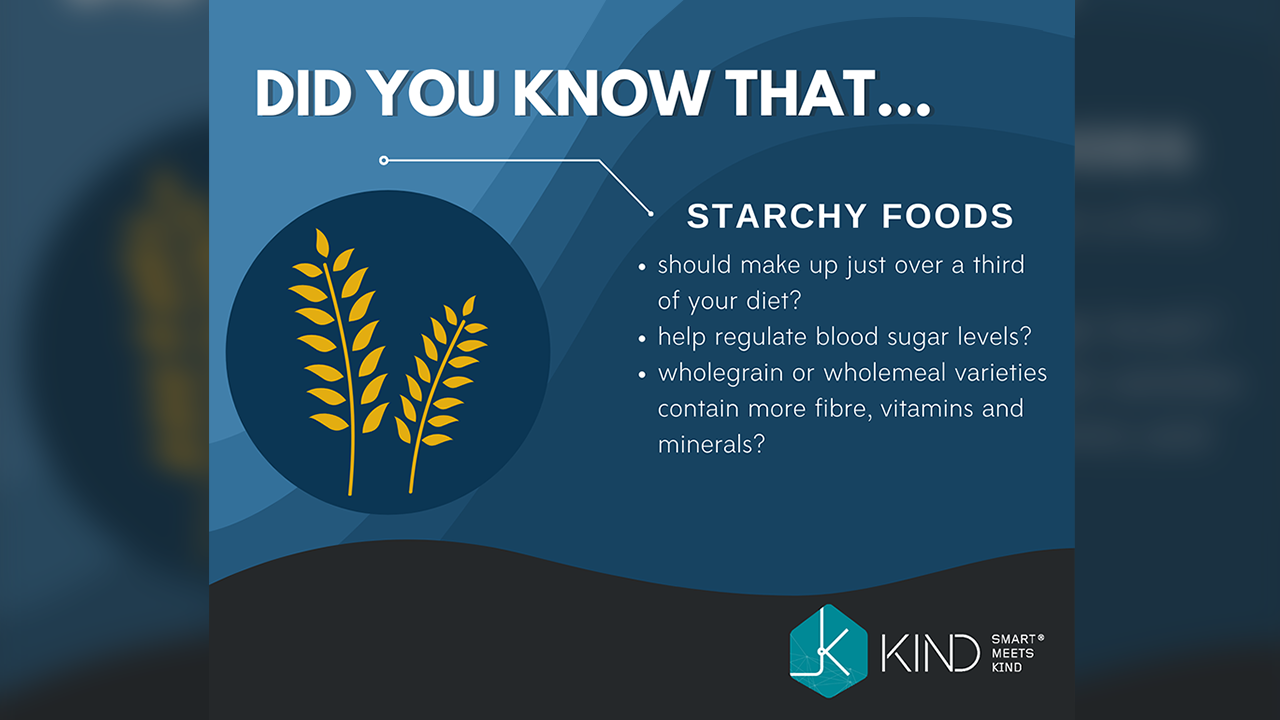 DID YOU KNOW THAT...
STARCHY FOODS
• should make up just over a third
of your diet?
• help regulate blood sugar levels?
• wholegrain or wholemeal varieties
contain more fibre, vitamins and
minerals?
KIND
SMART®
MEETS
KIND